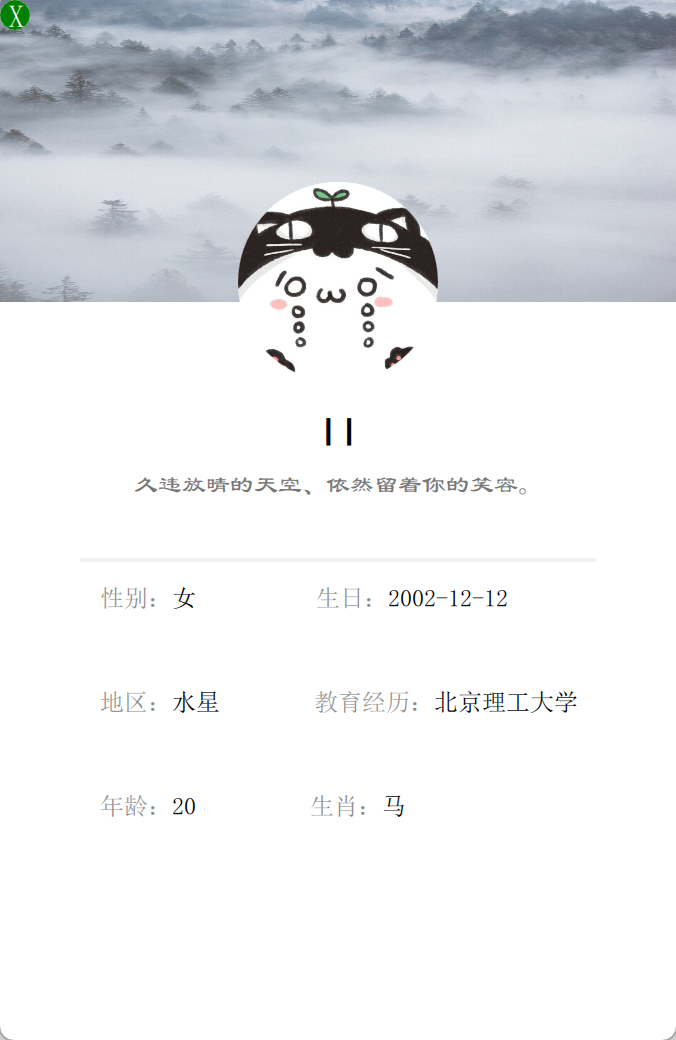 X
I I
久违放晴的天空、依然留着你的笑容。
性别：女 生日：2002-12-12
地区：水星 教育经历：北京理工大学
年龄：20 生肖：马